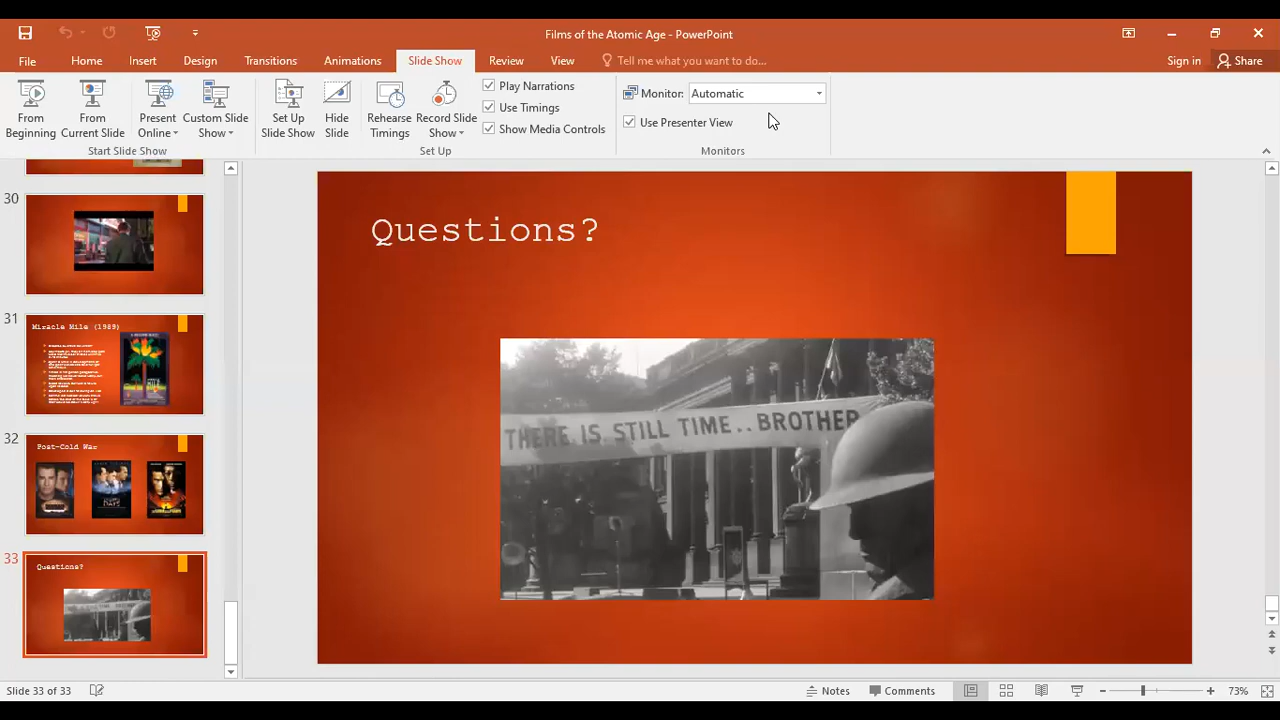 Films of the Atomic Age - PowerPoint
File
Home
Insert
Design
Transitions
Animations
Slide Show
Review
View
Tell me what you want to do...
Sign in
Share
From Beginning
From Current Slide
Present Online
Custom Slide Show
Start Slide Show
Set Up Slide Show
Hide Slide
Rehearse Timings
Record Slide Show
Play Narrations
Use Timings
Show Media Controls
Set Up
Monitor: Automatic
Use Presenter View
Monitors
30
31
Miracle Mile (1989)
32
Post-Cold War
33
Questions?
Questions?
THERE IS STILL TIME.. BROTHER
Slide 33 of 33
Notes
Comments
73%